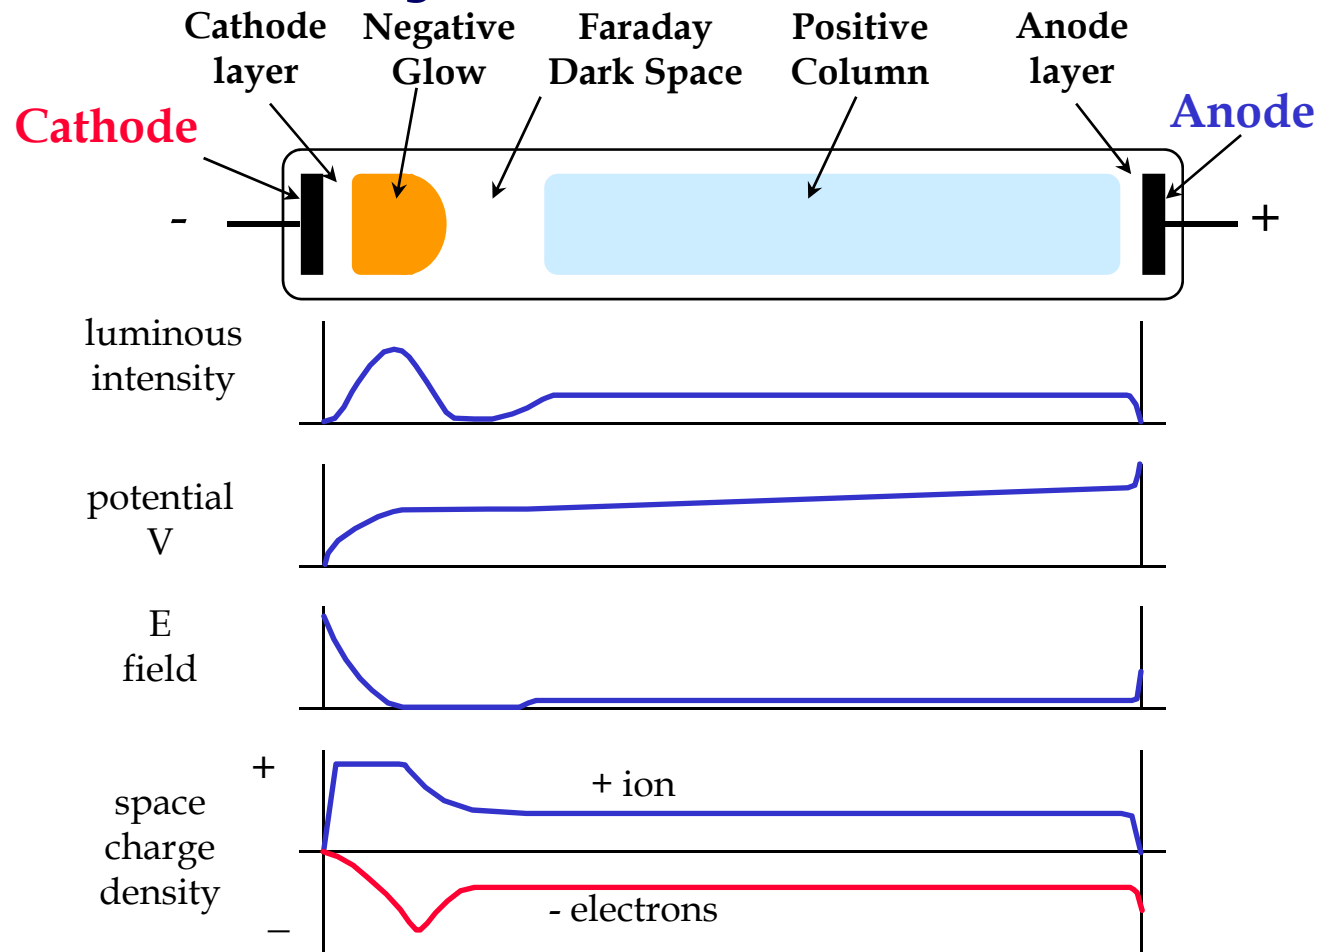 Cathode layer
Negative Glow
Faraday Dark Space
Positive Column
Anode layer
Cathode
Anode
-
+
luminous
intensity
potential
V
E
field
+
+ ion
space
charge
density
- electrons
–